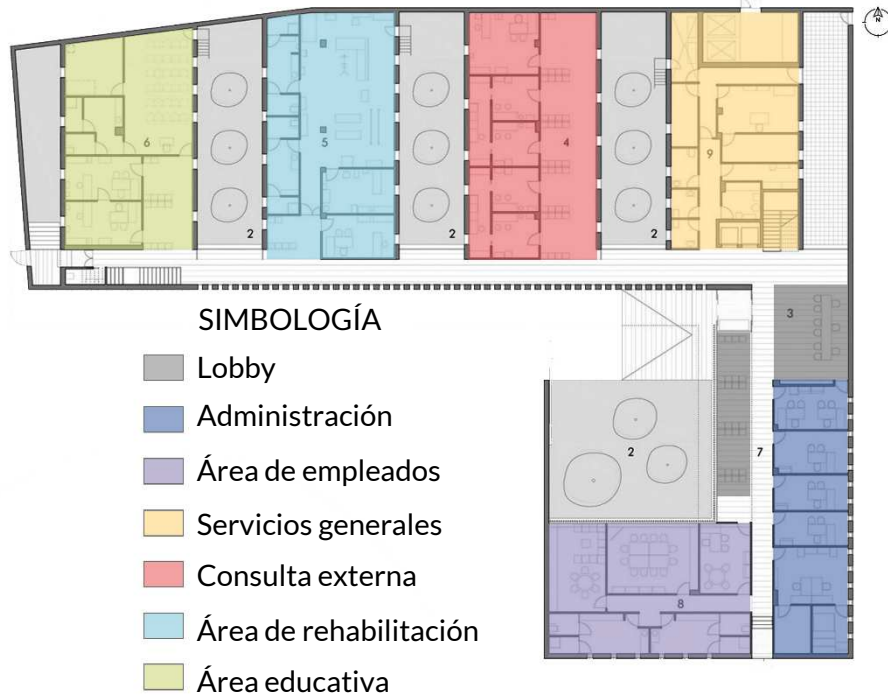 N
6
5
4
9
2
2
2
3
SIMBOLOGÍA
Lobby
Administración
Área de empleados
Servicios generales
Consulta externa
Área de rehabilitación
Área educativa
2
7
8